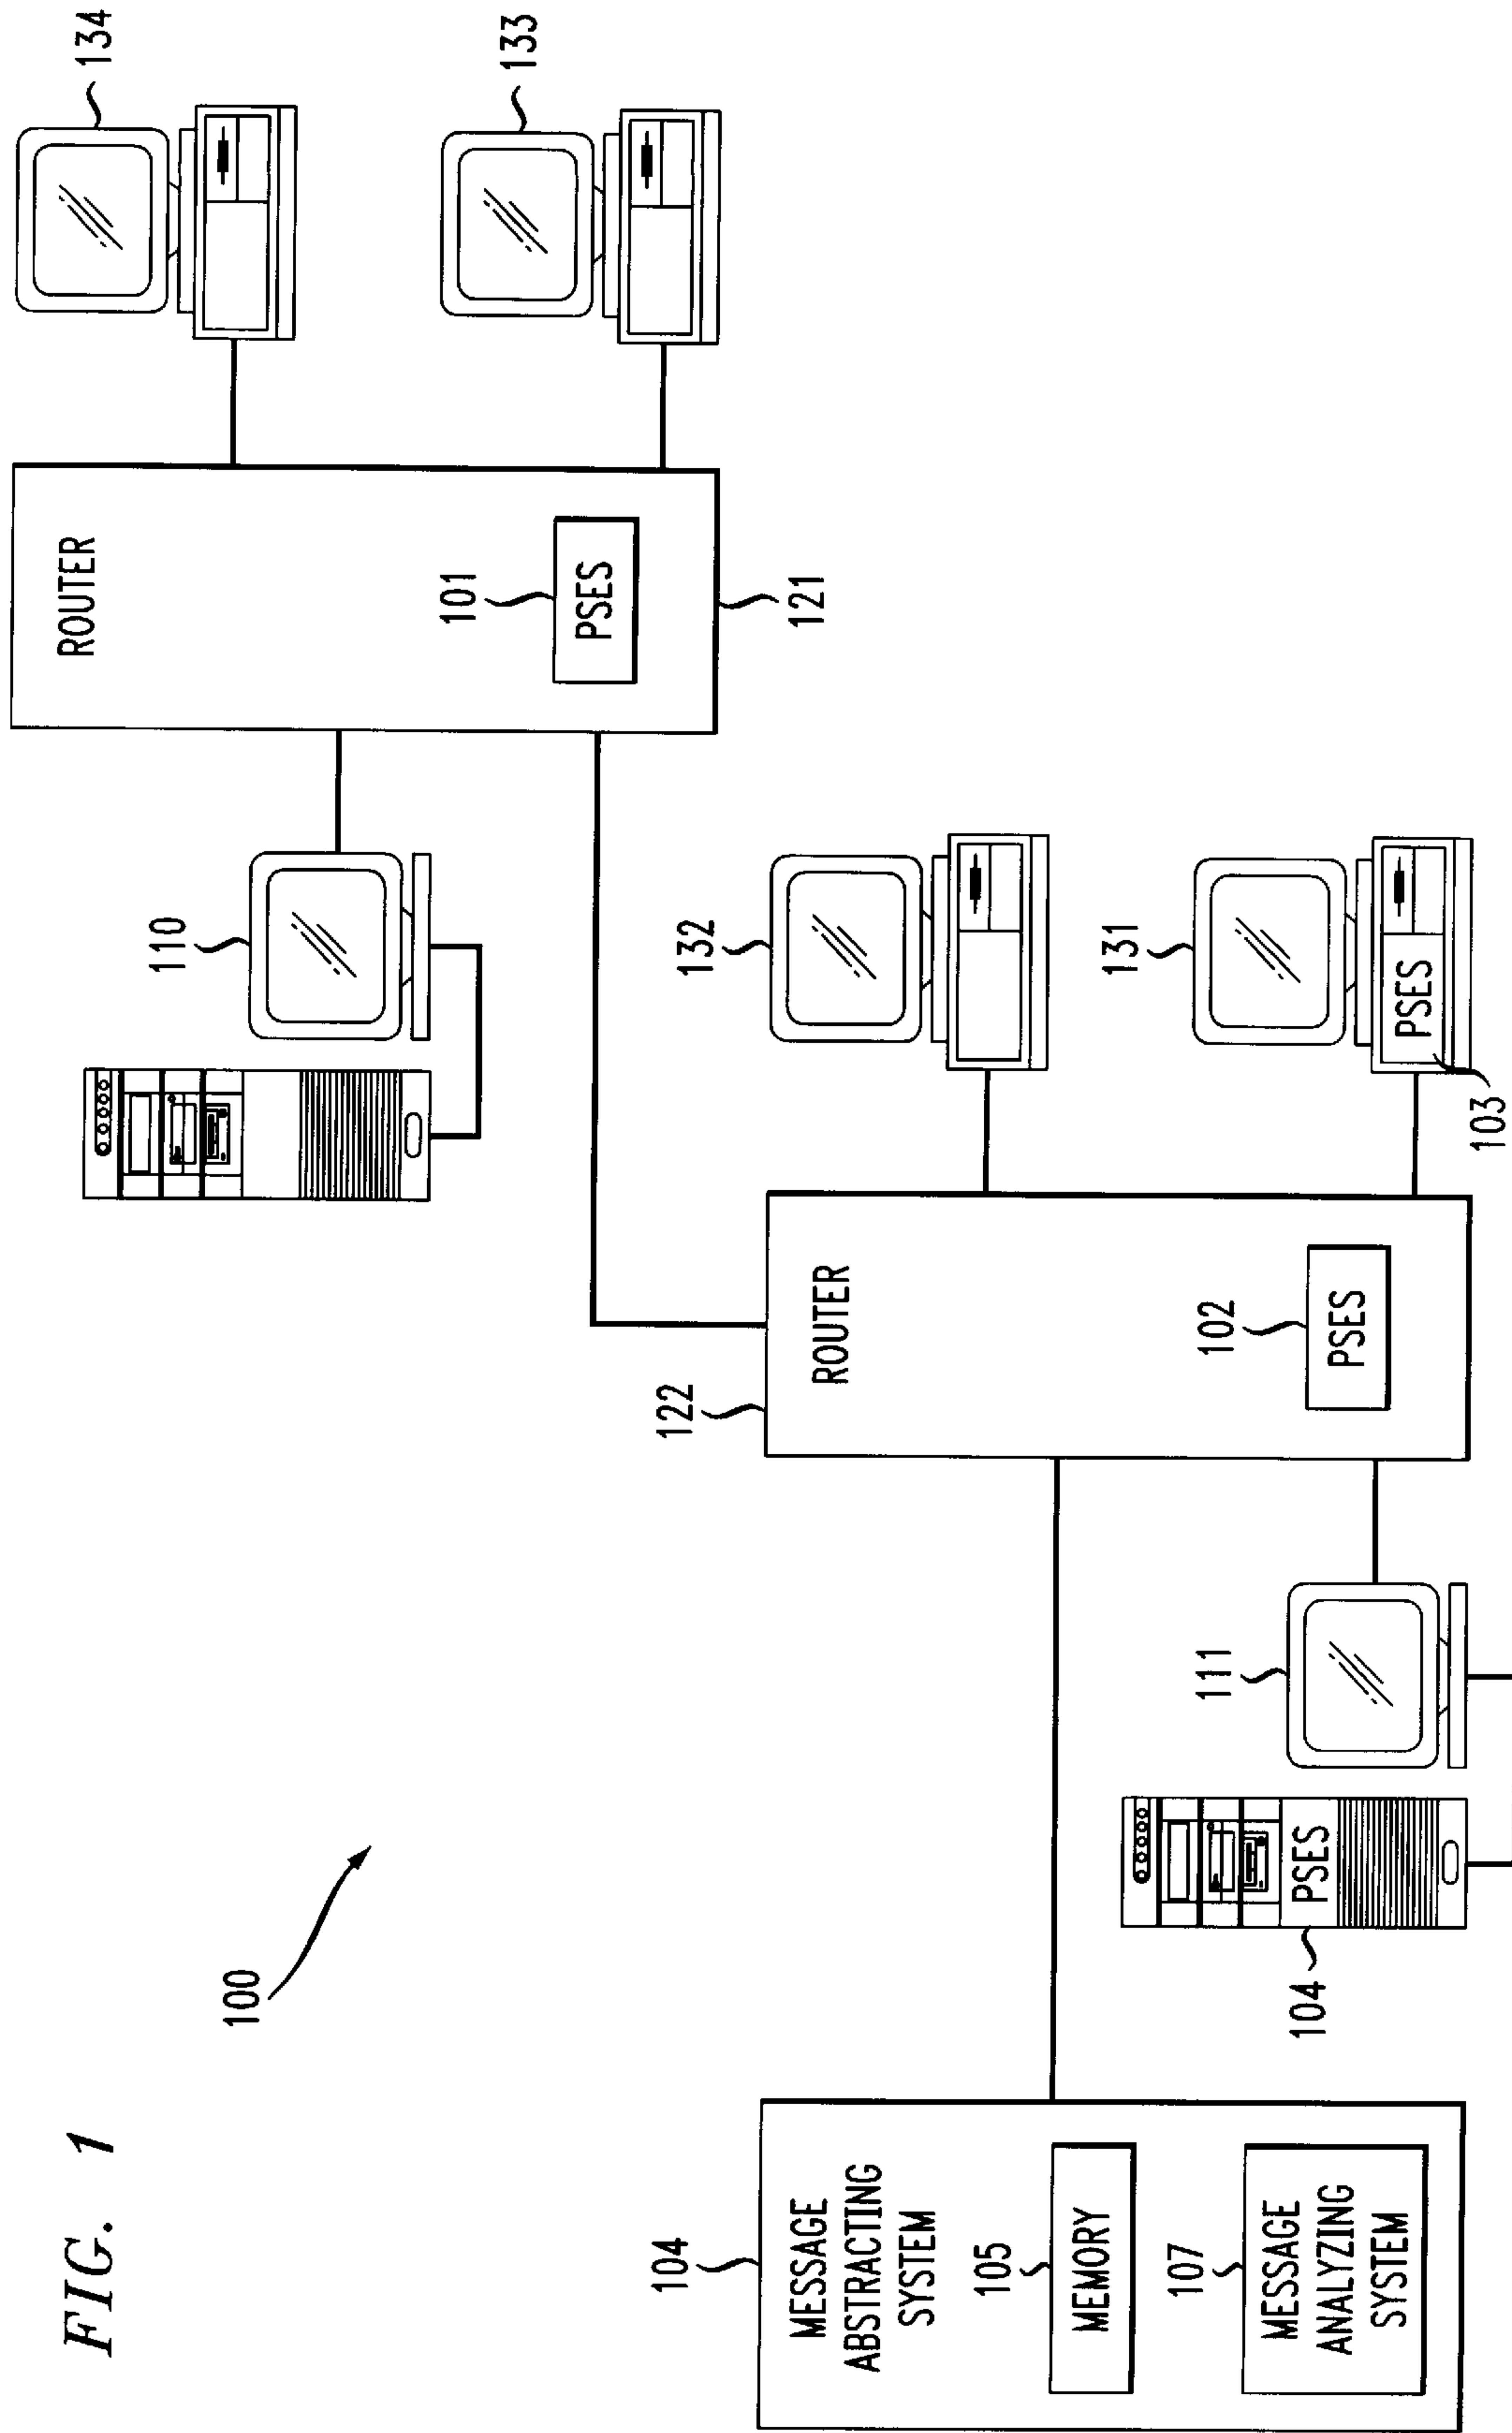 FIG. 1
100
104
MESSAGE
ABSTRACTING
SYSTEM
105
MEMORY
107
MESSAGE
ANALYZING
SYSTEM
104
PSES
111
122
ROUTER
102
PSES
110
132
131
PSES
103
ROUTER
101
PSES
121
134
133